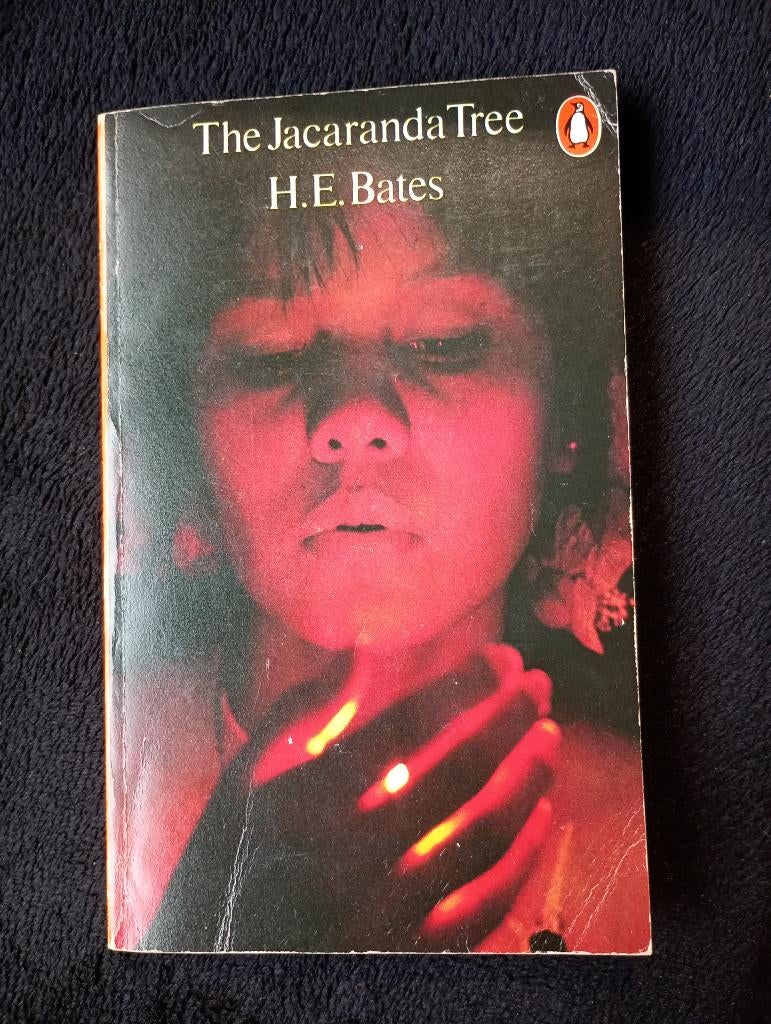 The Jacaranda Tree
H.E. Bates